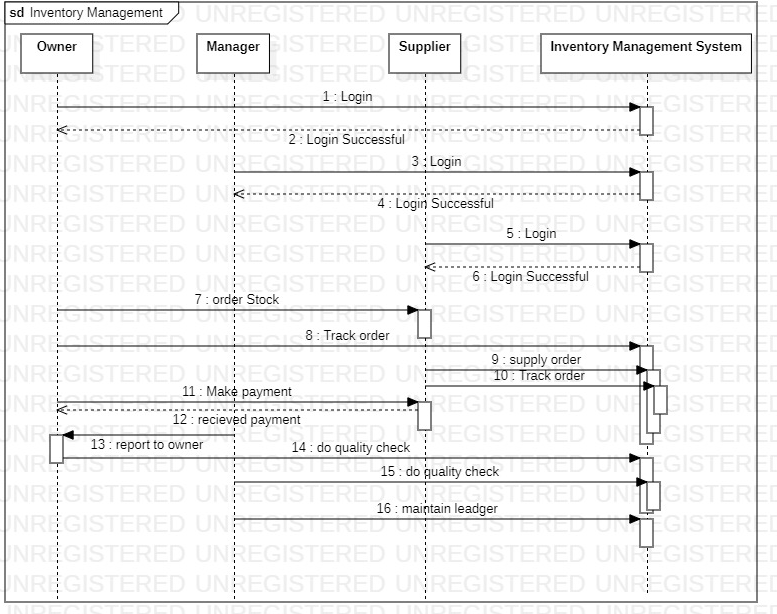 sd Inventory Management
Owner
Manager
Supplier
Inventory Management System
1 : Login
2 : Login Successful
3 : Login
4 : Login Successful
5 : Login
6 : Login Successful
7 : order Stock
8 : Track order
9 : supply order
10 : Track order
11 : Make payment
12 : recieved payment
13 : report to owner
14 : do quality check
15 : do quality check
16 : maintain leadger
UNREGISTERED UNREGISTERED UNREGISTERED UNREGISTERED